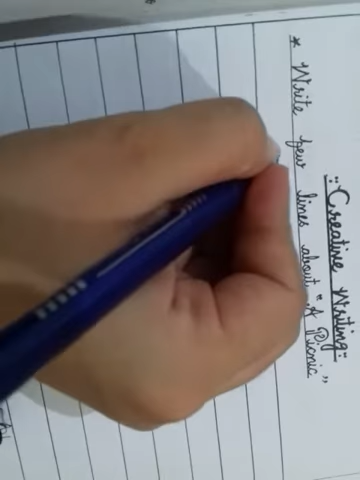 :: Creative Writing:-
* Write few lines about "A Picnic"